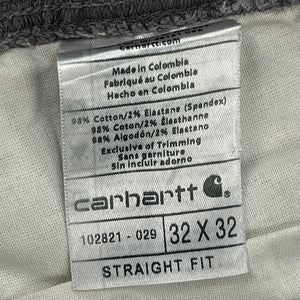 carhartt.com
Made in Colombia
Fabriqué au Colombie
Hecho en Colombia
98% Cotton/2% Elastane (Spandex)
98% Coton/2% Élasthanne
98% Algodón/2% Elastano
Exclusive of Trimming
Sans garniture
Sin incluir adorno
carhartt
102821 - 029 32 X 32
STRAIGHT FIT